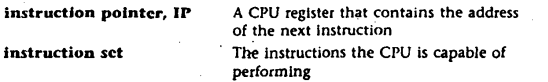 instruction pointer, IP A CPU register that contains the address
of the next instruction
instruction set The instructions the CPU is capable of
performing